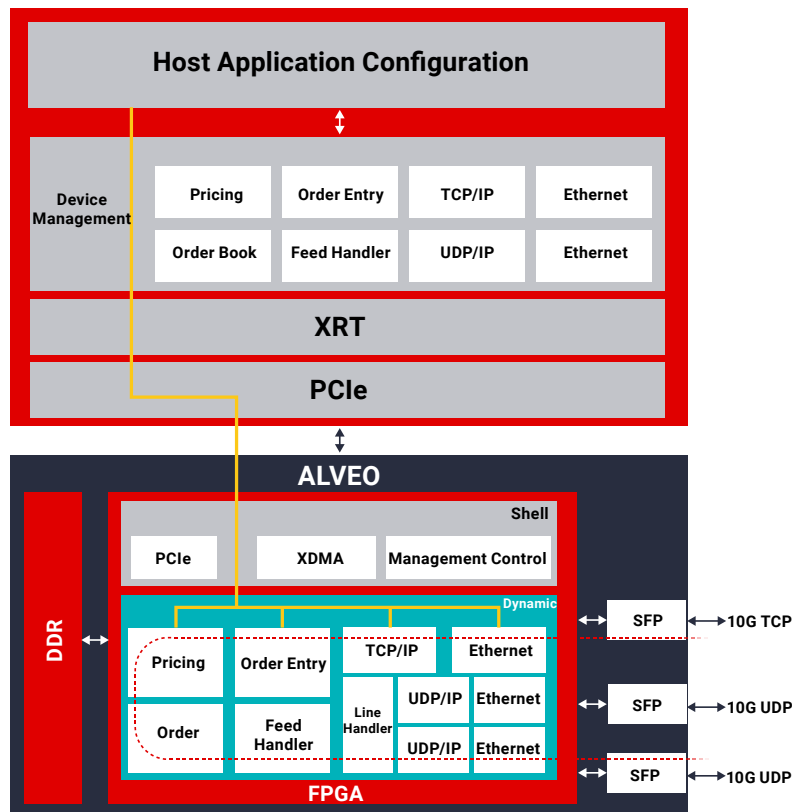 Host Application Configuration
Device
Management
Pricing
Order Entry
TCP/IP
Ethernet
Order Book
Feed Handler
UDP/IP
Ethernet
XRT
PCIe
ALVEO
DDR
Shell
PCIe
XDMA
Management Control
Dynamic
Pricing
Order Entry
TCP/IP
Ethernet
Order
Feed
Handler
Line
Handler
UDP/IP
Ethernet
UDP/IP
Ethernet
FPGA
SFP
10G TCP
SFP
10G UDP
SFP
10G UDP